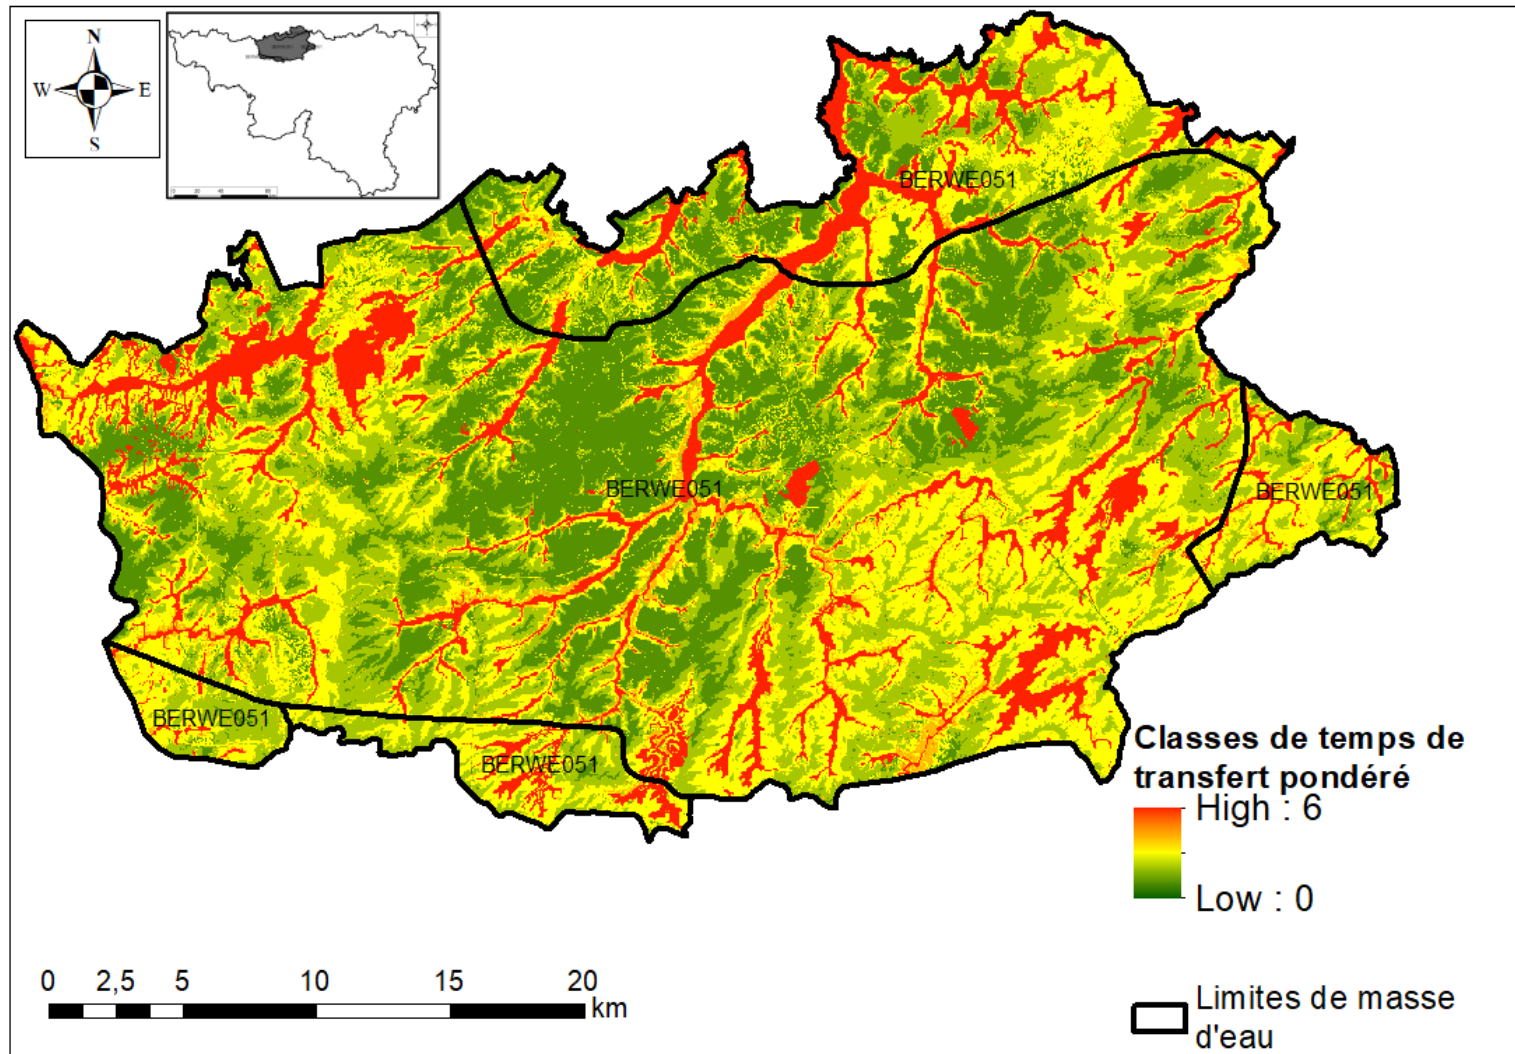 N
W E
S
BERWE051
BERWE051
BERWE051
BERWE051
BERWE051
Classes de temps de
transfert pondéré
High : 6
Low : 0
0 2,5 5 10 15 20
km
Limites de masse
d'eau